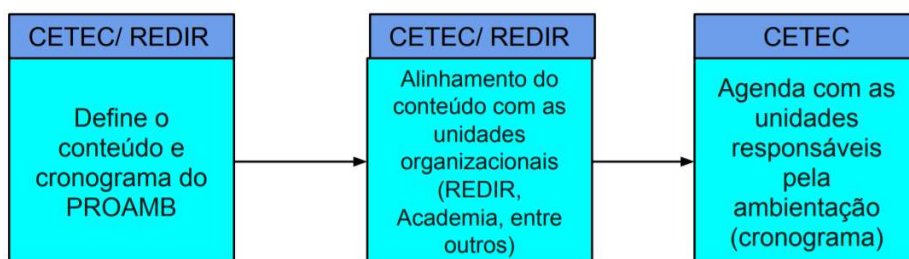 CETEC/ REDIR
Define o
conteúdo e
cronograma do
PROAMB
CETEC/ REDIR
Alinhamento do
conteúdo com as
unidades
organizacionais
(REDIR,
Academia, entre
outros)
CETEC
Agenda com as
unidades
responsáveis
pela
ambientação
(cronograma)